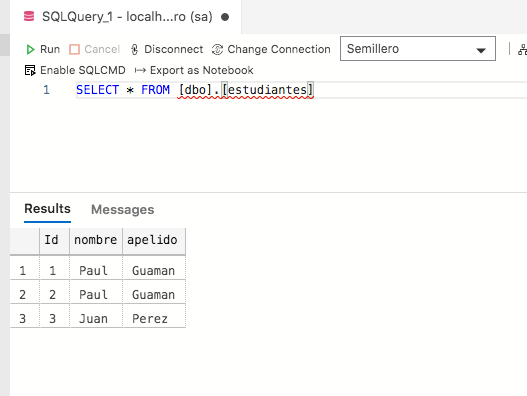 SQLQuery_1 - localh...ro (sa)
Run Cancel Disconnect Change Connection Semillero
Enable SQLCMD Export as Notebook
1 SELECT * FROM [dbo].[estudiantes]
Results Messages
Id nombre apelido
1 1 Paul Guaman
2 2 Paul Guaman
3 3 Juan Perez